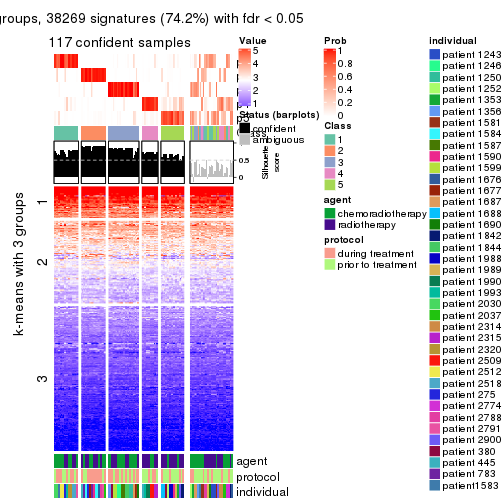 groups, 38269 signatures (74.2%) with fdr < 0.05
117 confident samples
k-means with 3 groups
1
2
3
Class
agent
protocol
individual
Value
5
4
3
2
1
Status (barplots)
confident
ambiguous
0.5
0
Silhouette
score
Prob
1
0.8
0.6
0.4
0.2
0
Class
1
2
3
4
5
agent
chemoradiotherapy
radiotherapy
protocol
during treatment
prior to treatment
individual
patient 1243
patient 1246
patient 1250
patient 1252
patient 1353
patient 1356
patient 1581
patient 1584
patient 1587
patient 1590
patient 1599
patient 1676
patient 1677
patient 1687
patient 1688
patient 1690
patient 1842
patient 1844
patient 1988
patient 1989
patient 1990
patient 1993
patient 2030
patient 2037
patient 2314
patient 2315
patient 2320
patient 2509
patient 2512
patient 2518
patient 275
patient 2774
patient 2788
patient 2791
patient 2900
patient 380
patient 445
patient 783
patient1583